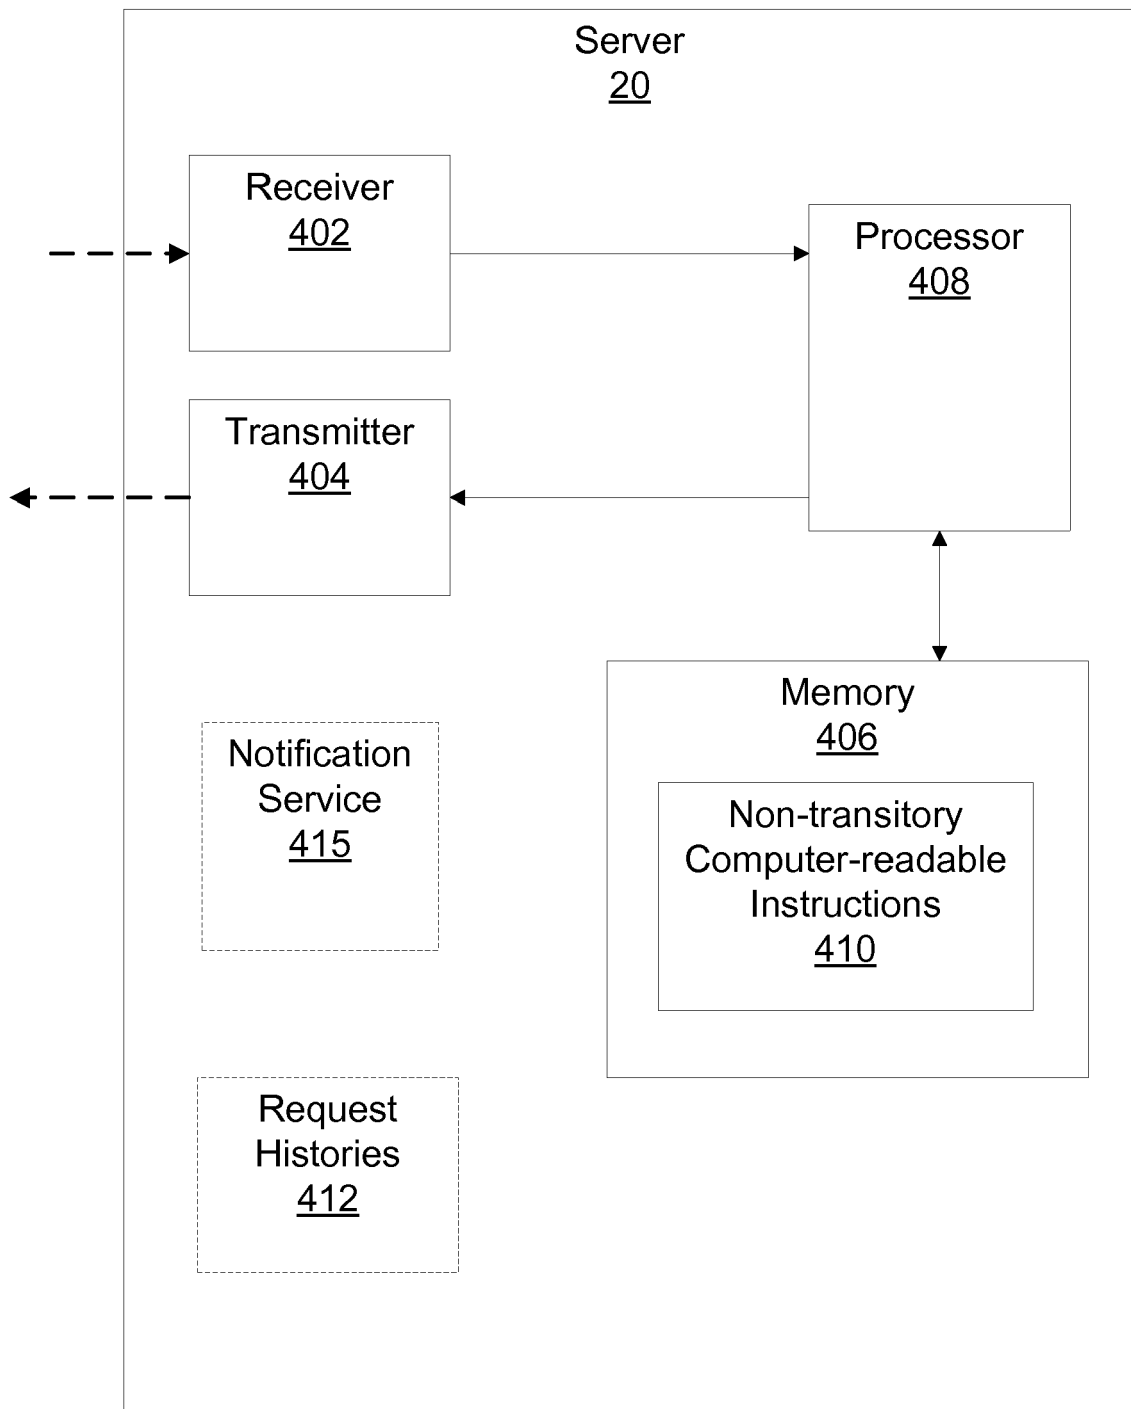 Server
20
Receiver
402
Processor
408
Transmitter
404
Memory
406
Notification
Service
415
Non-transitory
Computer-readable
Instructions
410
Request
Histories
412